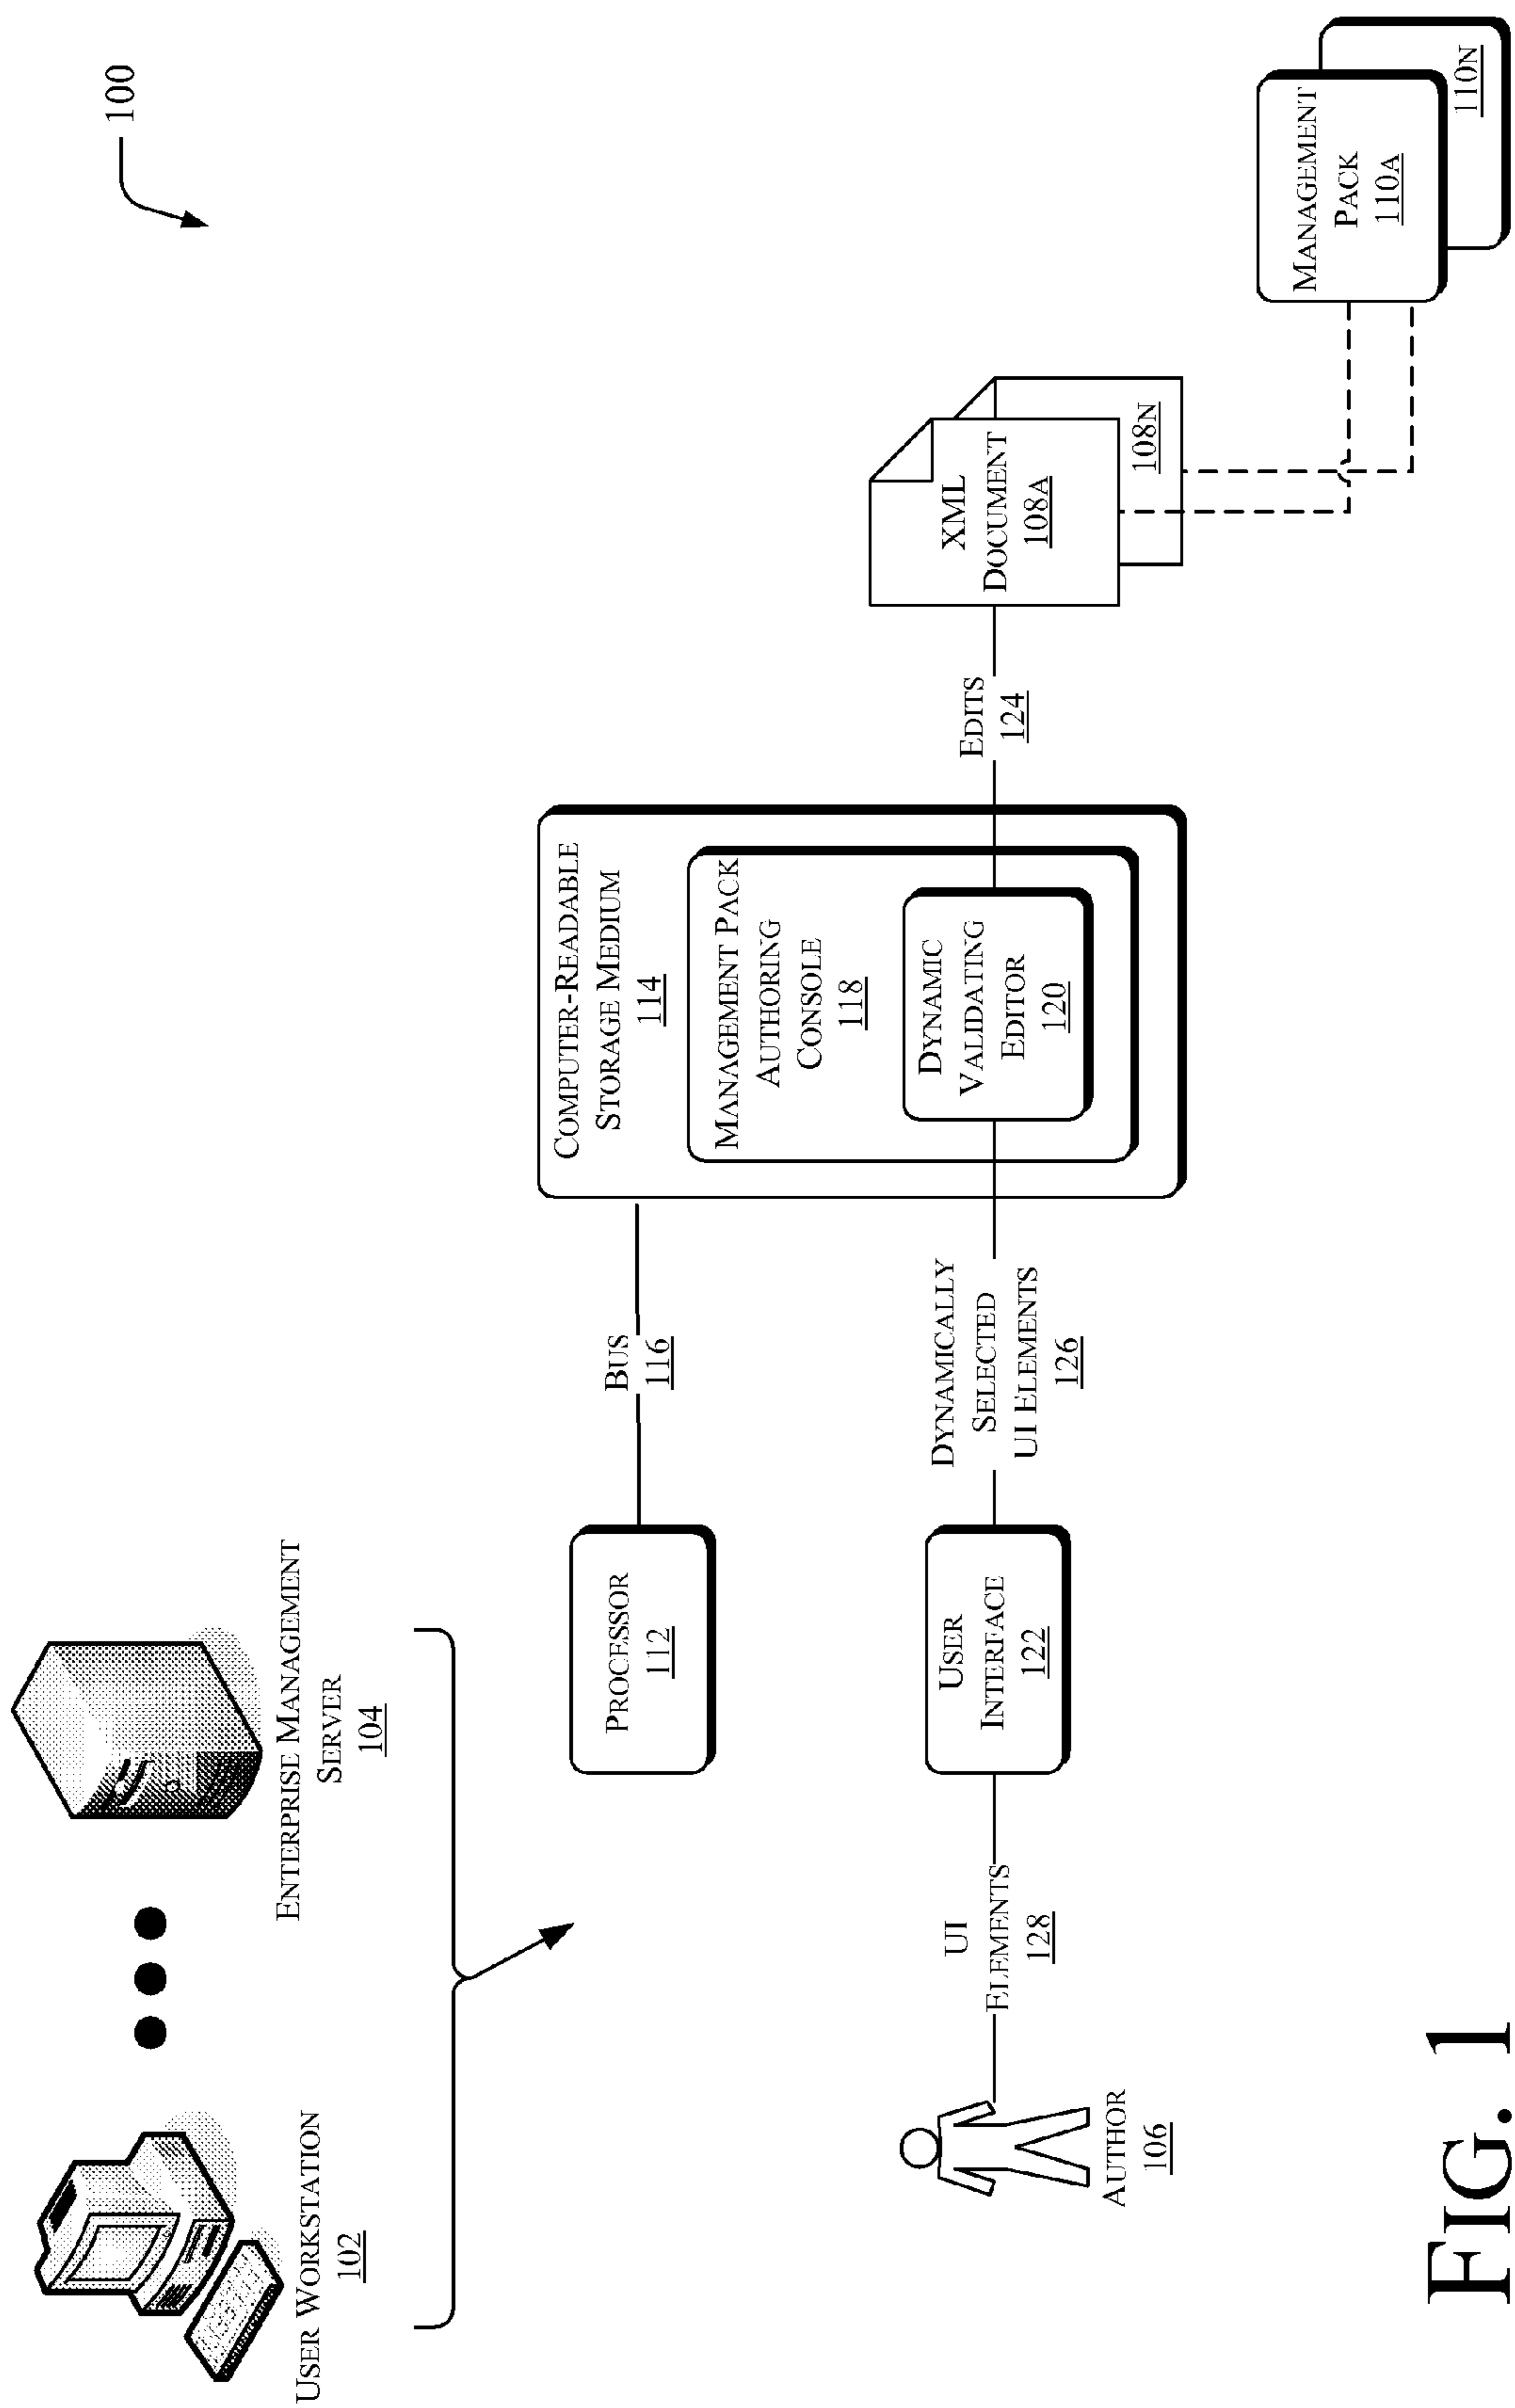 100
USER WORKSTATION
102
ENTERPRISE MANAGEMENT
SERVER
104
PROCESSOR
112
BUS
116
COMPUTER-READABLE
STORAGE MEDIUM
114
MANAGEMENT PACK
AUTHORING
CONSOLE
118
DYNAMIC
VALIDATING
EDITOR
120
AUTHOR
106
UI
ELEMENTS
128
USER
INTERFACE
122
DYNAMICALLY
SELECTED
UI ELEMENTS
126
EDITS
124
XML
DOCUMENT
108A
108N
MANAGEMENT
PACK
110A
110N
FIG. 1